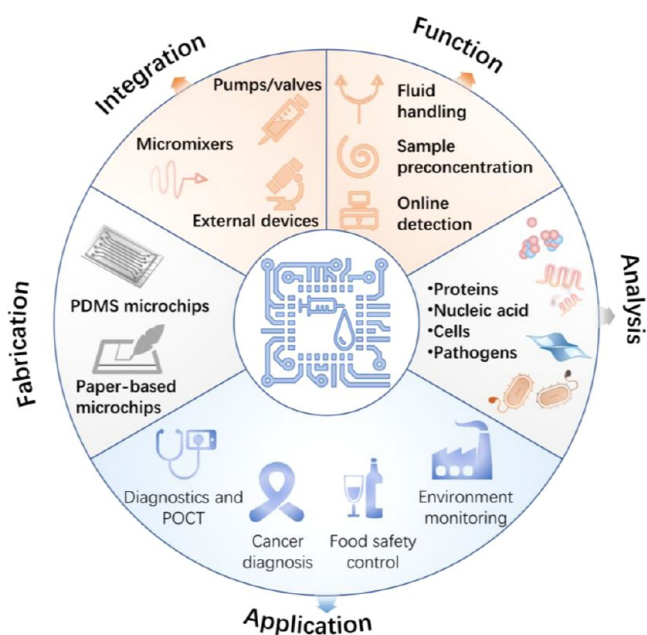 Integration
Function
Pumps/valves
Micromixers
External devices
Fluid
handling
Sample
preconcentration
Online
detection
Fabrication
PDMS microchips
Paper-based
microchips
•Proteins
•Nucleic acid
•Cells
•Pathogens
Analysis
Diagnostics and
POCT
Cancer
diagnosis
Food safety
control
Environment
monitoring
Application